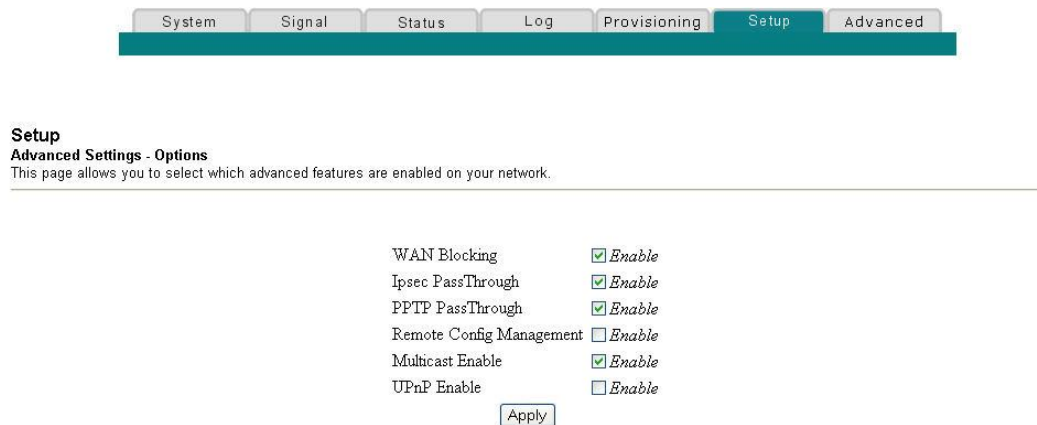 System Signal Status Log Provisioning Setup Advanced
Setup
Advanced Settings - Options
This page allows you to select which advanced features are enabled on your network.
WAN Blocking Enable
Ipsec PassThrough Enable
PPTP PassThrough Enable
Remote Config Management Enable
Multicast Enable Enable
UPnP Enable Enable
Apply